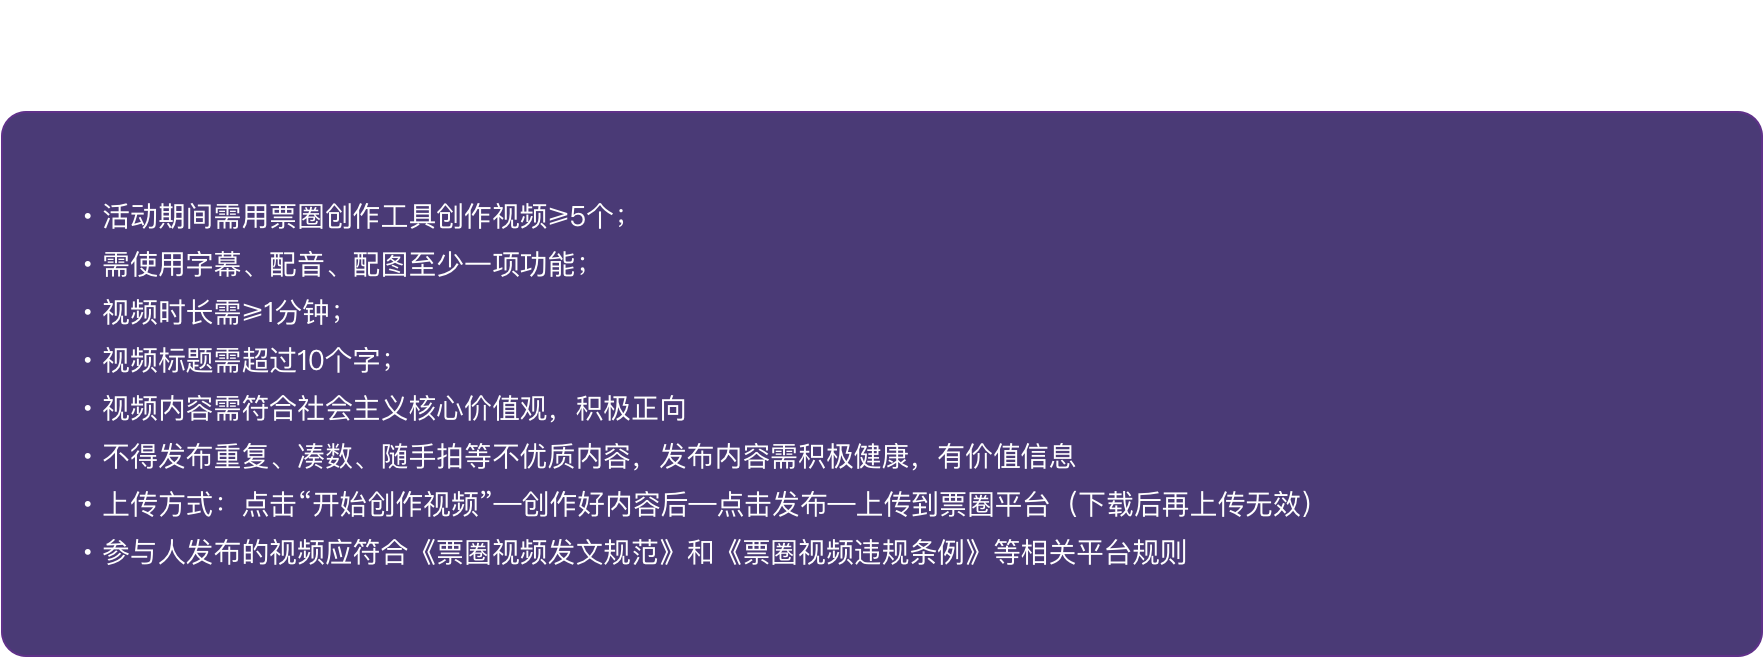 · 活动期间需用票圈创作工具创作视频≥5个；
· 需使用字幕、配音、配图至少一项功能；
· 视频时长需≥1分钟；
· 视频标题需超过10个字；
· 视频内容需符合社会主义核心价值观，积极正向
· 不得发布重复、凑数、随手拍等不优质内容，发布内容需积极健康，有价值信息
· 上传方式：点击“开始创作视频”—创作好内容后—点击发布—上传到票圈平台（下载后再上传无效）
· 参与人发布的视频应符合《票圈视频发文规范》和《票圈视频违规条例》等相关平台规则